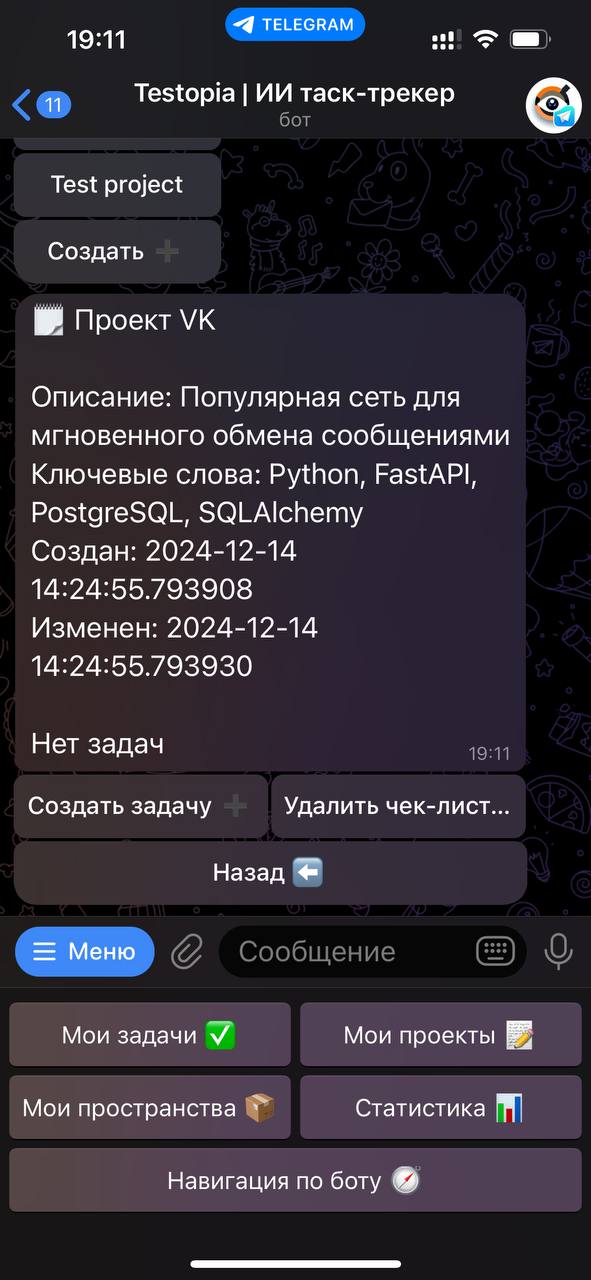 19:11
TELEGRAM
11
Testopia | ИИ таск-трекер
бот
Test project
Создать ➕
🗒 Проект VK
Описание: Популярная сеть для
мгновенного обмена сообщениями
Ключевые слова: Python, FastAPI,
PostgreSQL, SQLAlchemy
Создан: 2024-12-14
14:24:55.793908
Изменен: 2024-12-14
14:24:55.793930
Нет задач
19:11
Создать задачу ➕
Удалить чек-лист...
Назад ⬅️
Меню
Сообщение
Мои задачи ✅
Мои проекты 📝
Мои пространства 📦
Статистика 📊
Навигация по боту 🧭